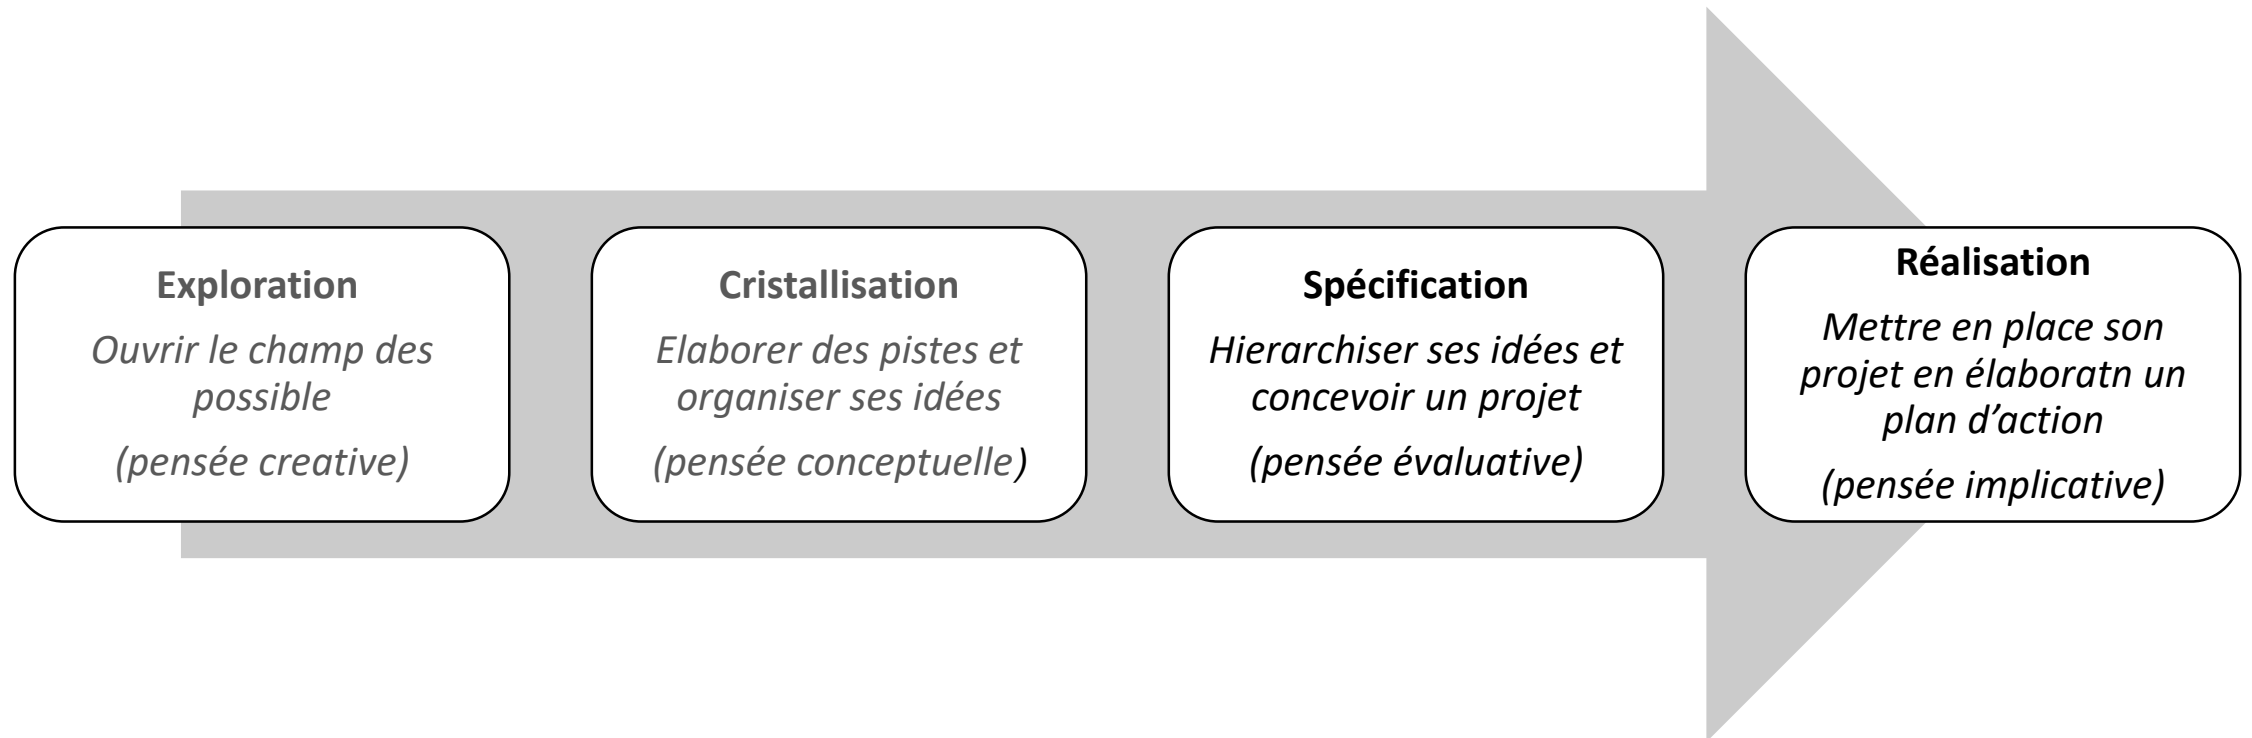 Exploration
Ouvrir le champ des
possible
(pensée creative)
Cristallisation
Elaborer des pistes et
organiser ses idées
(pensée conceptuelle)
Spécification
Hierarchiser ses idées et
concevoir un projet
(pensée évaluative)
Réalisation
Mettre en place son
projet en élaboratn un
plan d’action
(pensée implicative)